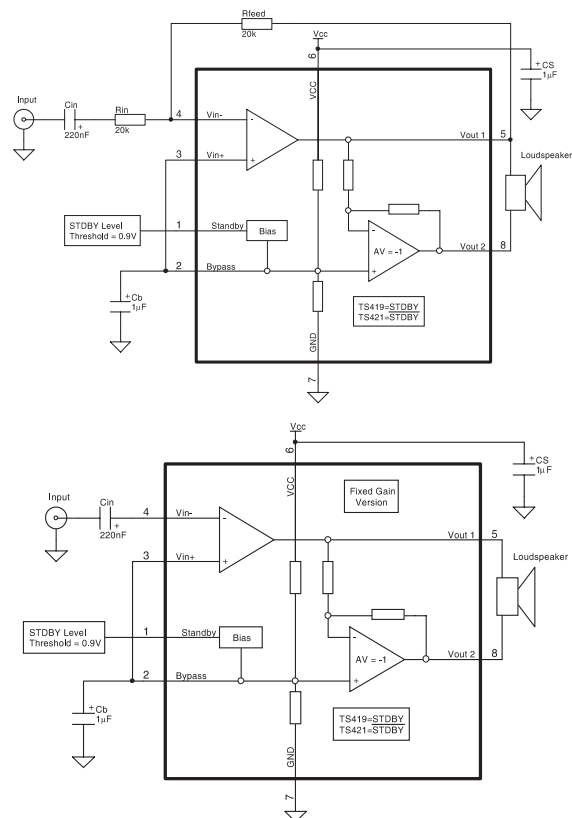 Rfeed
20k
Vcc
6
CS
+
1µF
VCC
Input
Cin
+
220nF
Rin
20k
4
Vin-
-
Vout 1
5
3
Vin+
+
Loudspeaker
STDBY Level
Threshold = 0.9V
1
Standby
Bias
-
AV = -1
Vout 2
8
2
Bypass
+
Cb
+
1µF
TS419=STDBY
TS421=STDBY
GND
7
Vcc
6
CS
+
1µF
VCC
Fixed Gain
Version
Input
Cin
+
220nF
4
Vin-
-
Vout 1
5
3
Vin+
+
Loudspeaker
STDBY Level
Threshold = 0.9V
1
Standby
Bias
-
AV = -1
Vout 2
8
2
Bypass
+
Cb
+
1µF
TS419=STDBY
TS421=STDBY
GND
7